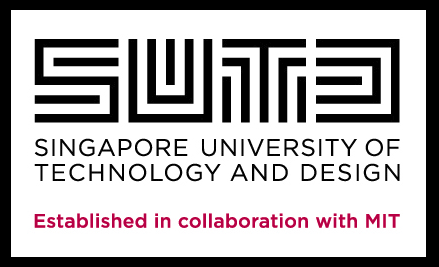 SUTD
SINGAPORE UNIVERSITY OF
TECHNOLOGY AND DESIGN
Established in collaboration with MIT